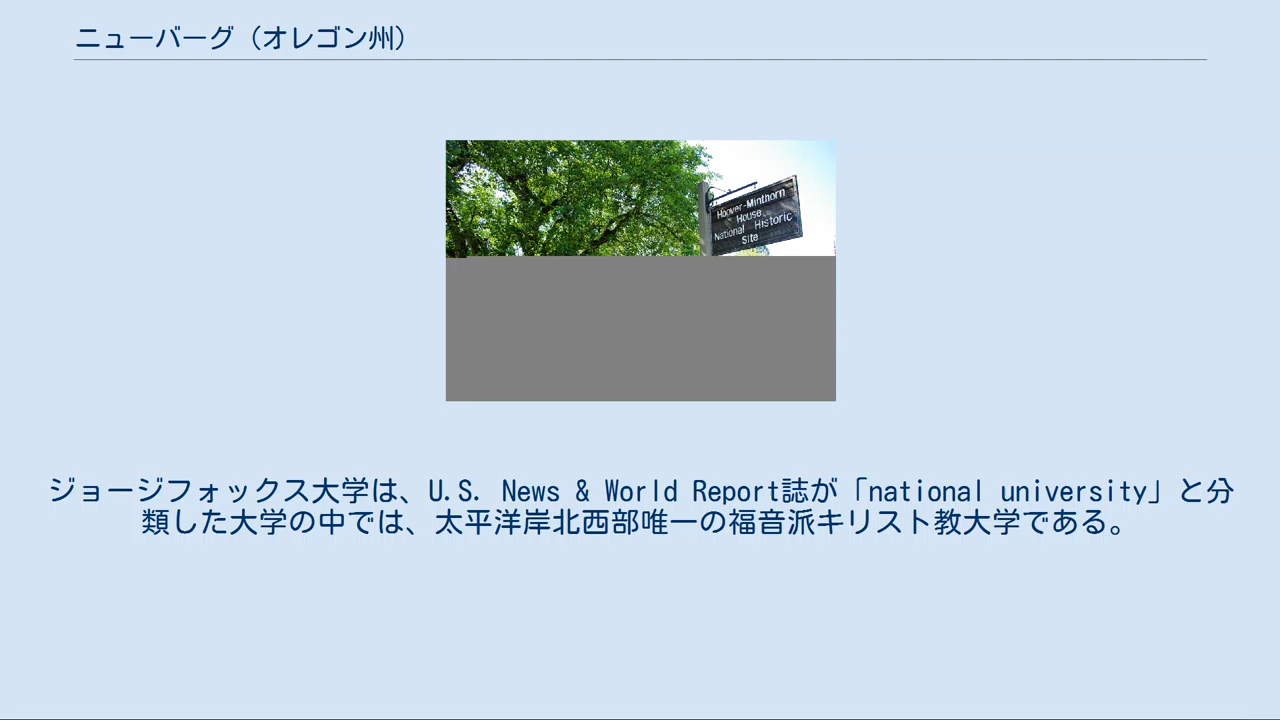 ニューバーグ（オレゴン州）
Hoover-Minthorn
House
National Historic
Site
ジョージフォックス大学は、U.S. News & World Report誌が「national university」と分
類した大学の中では、太平洋岸北西部唯一の福音派キリスト教大学である。